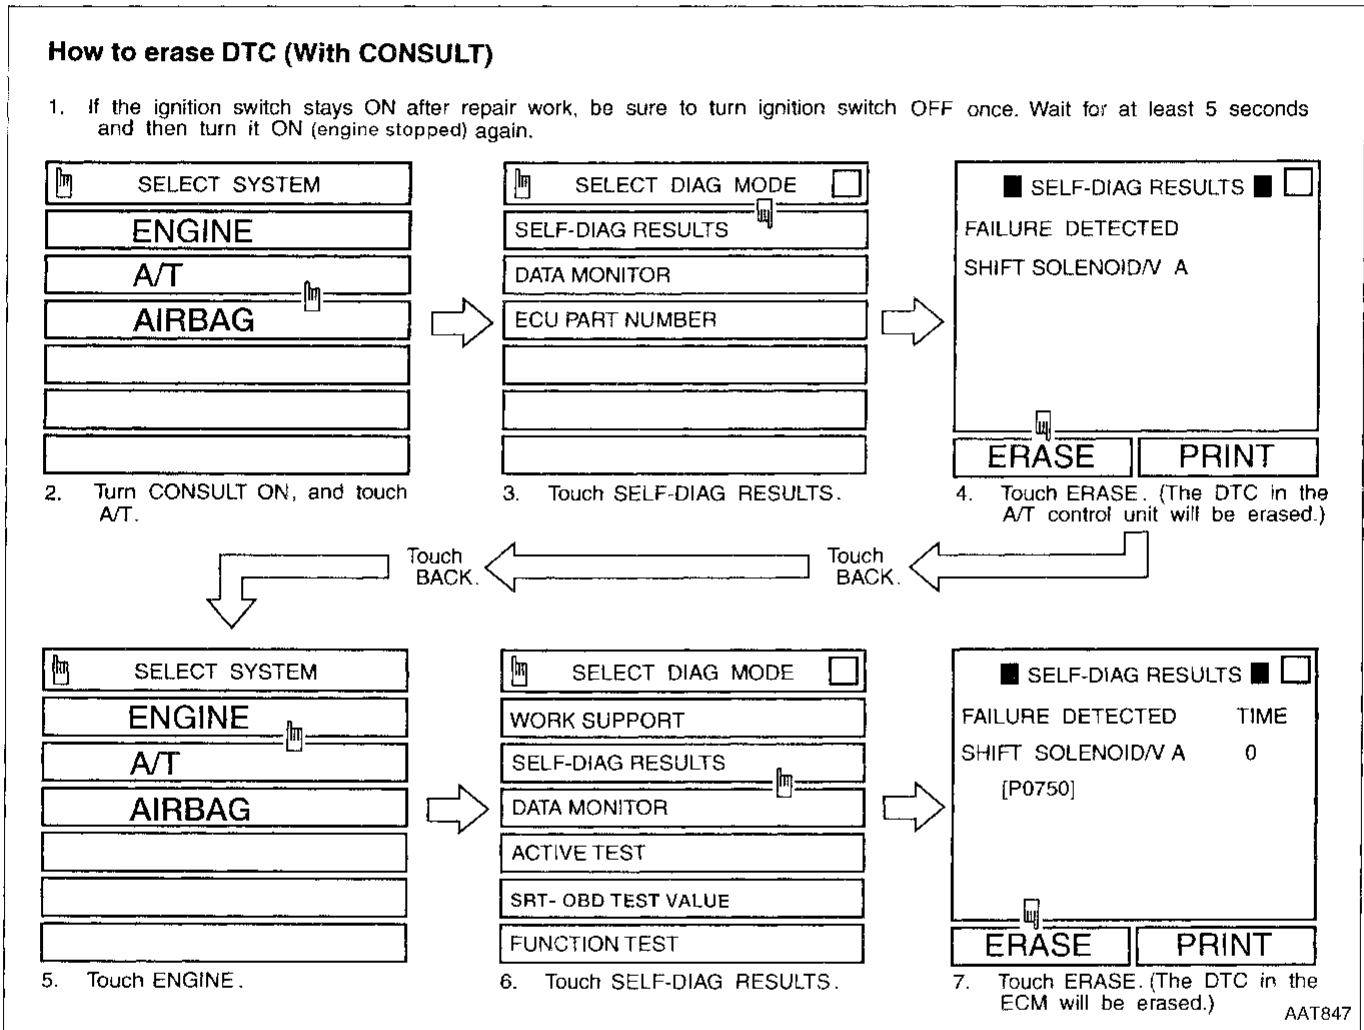 How to erase DTC (With CONSULT)
1. If the ignition switch stays ON after repair work, be sure to turn ignition switch OFF once. Wait for at least 5 seconds
and then turn it ON (engine stopped) again.
SELECT SYSTEM
ENGINE
A/T
AIRBAG
2. Turn CONSULT ON, and touch
A/T.
SELECT DIAG MODE
SELF-DIAG RESULTS
DATA MONITOR
ECU PART NUMBER
3. Touch SELF-DIAG RESULTS.
SELF-DIAG RESULTS
FAILURE DETECTED
SHIFT SOLENOID/V A
ERASE PRINT
4. Touch ERASE. (The DTC in the
A/T control unit will be erased.)
Touch
BACK.
Touch
BACK.
SELECT SYSTEM
ENGINE
A/T
AIRBAG
5. Touch ENGINE.
SELECT DIAG MODE
WORK SUPPORT
SELF-DIAG RESULTS
DATA MONITOR
ACTIVE TEST
SRT- OBD TEST VALUE
FUNCTION TEST
6. Touch SELF-DIAG RESULTS.
SELF-DIAG RESULTS
FAILURE DETECTED TIME
SHIFT SOLENOID/V A 0
[P0750]
ERASE PRINT
7. Touch ERASE. (The DTC in the
ECM will be erased.)
AAT847